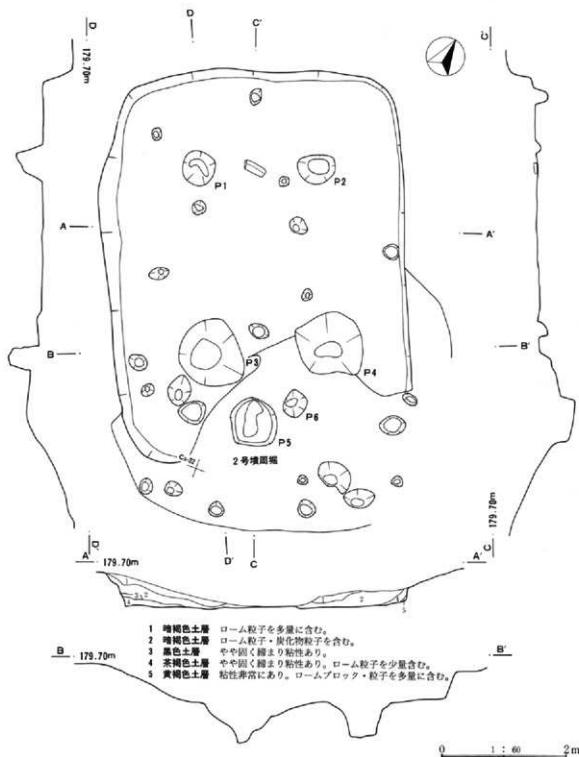 D
179.70m
D
C'
C'
P1
P2
A
A'
B
B'
P3
P4
P6
P5
2号墳周堀
D'
179.70m
A'
D'
C
179.70m
C
A'
2
5
B
179.70m
B'
1 暗褐色土層 ローム粒子を多量に含む。
2 暗褐色土層 ローム粒子・炭化物粒子を含む。
3 黒色土層 やや固く締まり粘性あり。
4 茶褐色土層 やや固く締まり粘性あり。ローム粒子を少量含む。
5 黄褐色土層 粘性非常にあり。ロームブロック・粒子を多量に含む。
0 1:60 2m